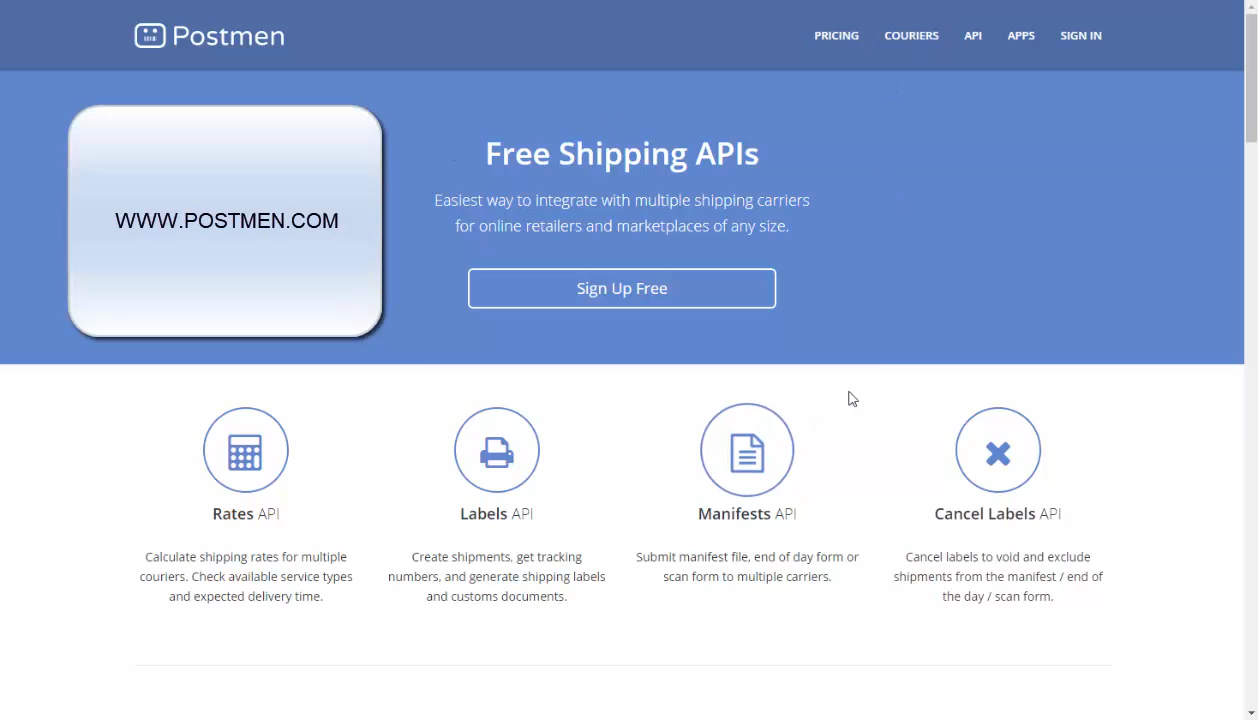 Postmen
PRICING COURIERS API APPS SIGN IN
WWW.POSTMEN.COM
Free Shipping APIs
Easiest way to integrate with multiple shipping carriers
for online retailers and marketplaces of any size.
Sign Up Free
Rates API
Calculate shipping rates for multiple
couriers. Check available service types
and expected delivery time.
Labels API
Create shipments, get tracking
numbers, and generate shipping labels
and customs documents.
Manifests API
Submit manifest file, end of day form or
scan form to multiple carriers.
Cancel Labels API
Cancel labels to void and exclude
shipments from the manifest / end of
the day / scan form.